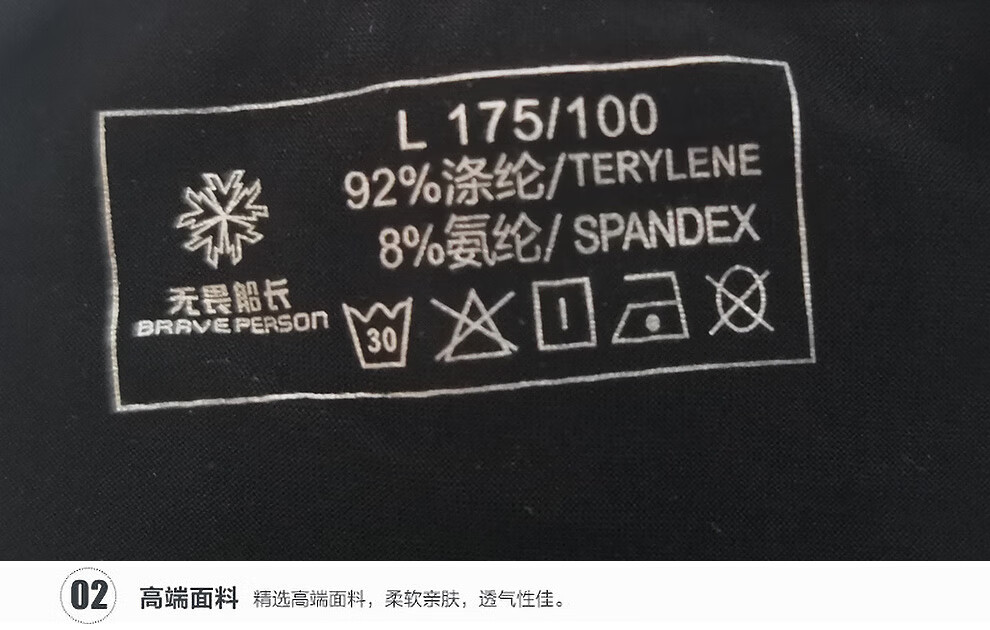 L 175/100
92%涤纶/TERYLENE
8%氨纶/ SPANDEX
无畏船长
BRAVE PERSON
30
02 高端面料 精选高端面料，柔软亲肤，透气性佳。